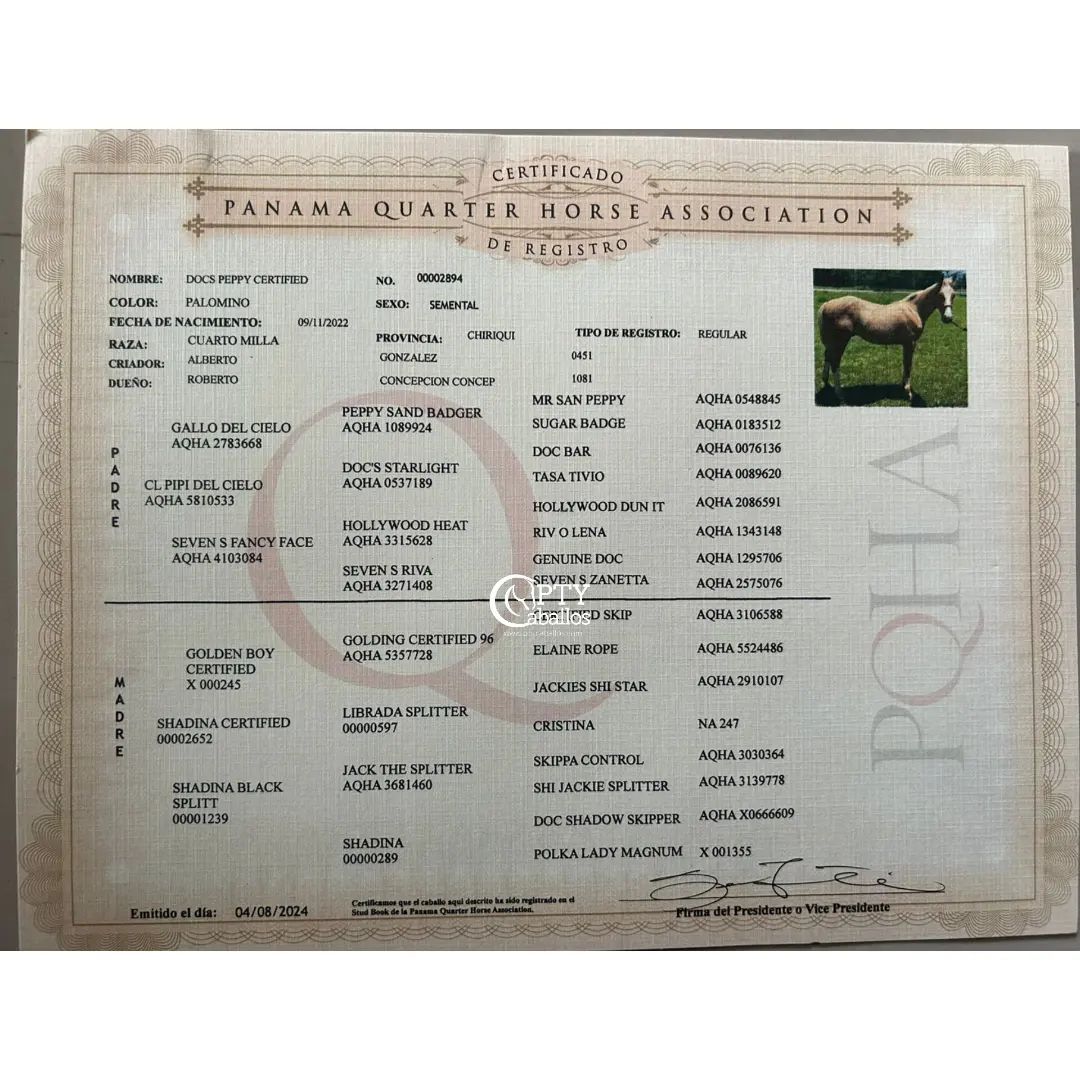 CERTIFICADO
PANAMA QUARTER HORSE ASSOCIATION
DE REGISTRO
NOMBRE: DOCS PEPPY CERTIFIED NO. 00002894
COLOR: PALOMINO SEXO: SEMENTAL
FECHA DE NACIMIENTO: 09/11/2022
RAZA: CUARTO MILLA PROVINCIA: CHIRIQUI TIPO DE REGISTRO: REGULAR
CRIADOR: ALBERTO GONZALEZ 0451
DUEÑO: ROBERTO CONCEPCION CONCEP 1081
PADRE
CL PIPI DEL CIELO
AQHA 5810533
GALLO DEL CIELO
AQHA 2783668
SEVEN S FANCY FACE
AQHA 4103084
PEPPY SAND BADGER
AQHA 1089924
DOC'S STARLIGHT
AQHA 0537189
HOLLYWOOD HEAT
AQHA 3315628
SEVEN S RIVA
AQHA 3271408
MR SAN PEPPY AQHA 0548845
SUGAR BADGE AQHA 0183512
DOC BAR AQHA 0076136
TASA TIVIO AQHA 0089620
HOLLYWOOD DUN IT AQHA 2086591
RIV O LENA AQHA 1343148
GENUINE DOC AQHA 1295706
SEVEN S ZANETTA AQHA 2575076
MADRE
SHADINA CERTIFIED
00002652
GOLDEN BOY
CERTIFIED
X 000245
SHADINA BLACK
SPLITT
00001239
GOLDING CERTIFIED 96
AQHA 5357728
LIBRADA SPLITTER
00000597
JACK THE SPLITTER
AQHA 3681460
SHADINA
00000289
CERTIFIED SKIP AQHA 3106588
ELAINE ROPE AQHA 5524486
JACKIES SHI STAR AQHA 2910107
CRISTINA NA 247
SKIPPA CONTROL AQHA 3030364
SHI JACKIE SPLITTER AQHA 3139778
DOC SHADOW SKIPPER AQHA X0666609
POLKA LADY MAGNUM X 001355
PQHA
PTY
Caballos
www.ptycaballos.com
Emitido el día: 04/08/2024
Certificamos que el caballo aquí descrito ha sido registrado en el
Stud Book de la Panama Quarter Horse Association.
Firma del Presidente o Vice Presidente